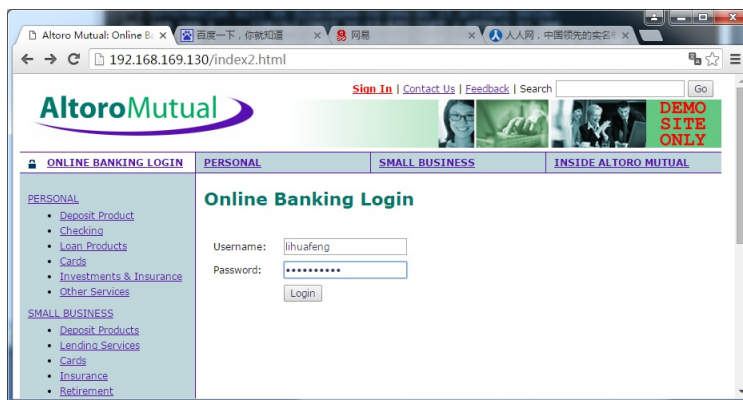 Altoro Mutual: Online Ba
百度一下，你就知道
网易
人人网，中国领先的实名
192.168.169.130/index2.html
Sign In | Contact Us | Feedback | Search
Go
AltoroMutual
DEMO
SITE
ONLY
ONLINE BANKING LOGIN
PERSONAL
SMALL BUSINESS
INSIDE ALTORO MUTUAL
PERSONAL
Deposit Product
Checking
Loan Products
Cards
Investments & Insurance
Other Services
SMALL BUSINESS
Deposit Products
Lending Services
Cards
Insurance
Retirement
Online Banking Login
Username: lihuafeng
Password: ••••••••••
Login